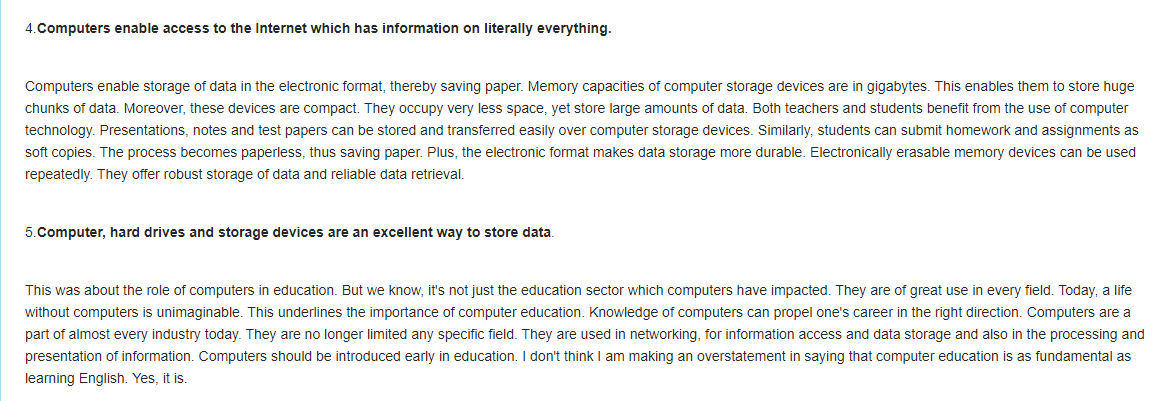 4.Computers enable access to the Internet which has information on literally everything.
Computers enable storage of data in the electronic format, thereby saving paper. Memory capacities of computer storage devices are in gigabytes. This enables them to store huge
chunks of data. Moreover, these devices are compact. They occupy very less space, yet store large amounts of data. Both teachers and students benefit from the use of computer
technology. Presentations, notes and test papers can be stored and transferred easily over computer storage devices. Similarly, students can submit homework and assignments as
soft copies. The process becomes paperless, thus saving paper. Plus, the electronic format makes data storage more durable. Electronically erasable memory devices can be used
repeatedly. They offer robust storage of data and reliable data retrieval.
5.Computer, hard drives and storage devices are an excellent way to store data.
This was about the role of computers in education. But we know, it's not just the education sector which computers have impacted. They are of great use in every field. Today, a life
without computers is unimaginable. This underlines the importance of computer education. Knowledge of computers can propel one's career in the right direction. Computers are a
part of almost every industry today. They are no longer limited any specific field. They are used in networking, for information access and data storage and also in the processing and
presentation of information. Computers should be introduced early in education. I don't think I am making an overstatement in saying that computer education is as fundamental as
learning English. Yes, it is.